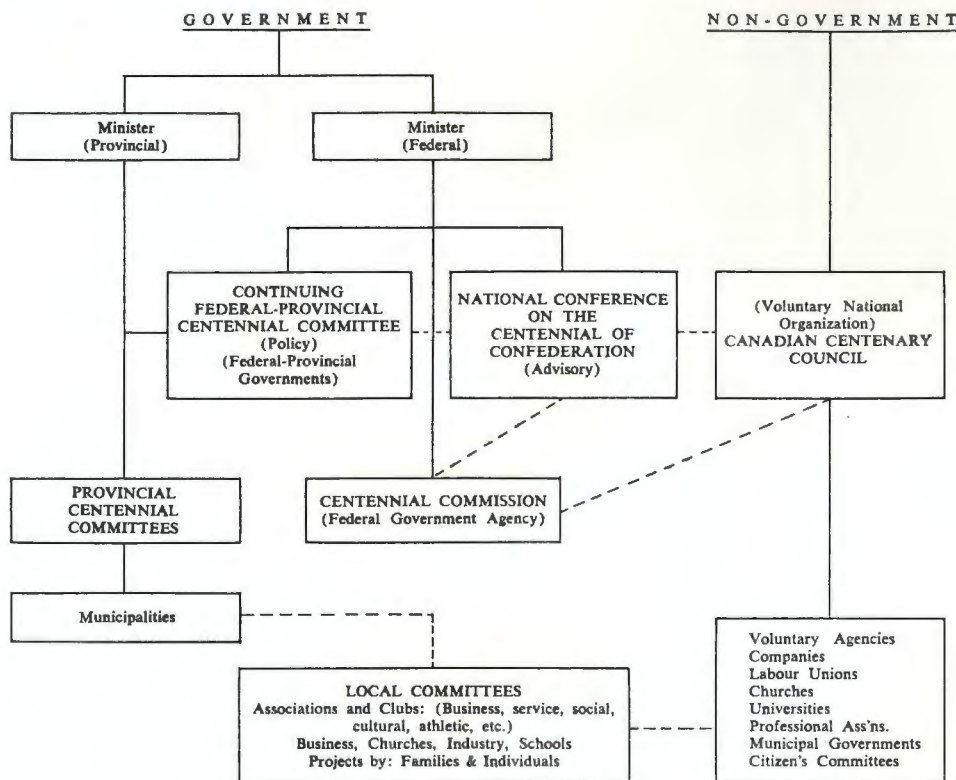 GOVERNMENT
NON-GOVERNMENT
Minister
(Provincial)
Minister
(Federal)
CONTINUING
FEDERAL-PROVINCIAL
CENTENNIAL COMMITTEE
(Policy)
(Federal-Provincial
Governments)
NATIONAL CONFERENCE
ON THE
CENTENNIAL OF
CONFEDERATION
(Advisory)
(Voluntary National
Organization)
CANADIAN CENTENARY
COUNCIL
PROVINCIAL
CENTENNIAL
COMMITTEES
CENTENNIAL COMMISSION
(Federal Government Agency)
Municipalities
LOCAL COMMITTEES
Associations and Clubs: (Business, service, social,
cultural, athletic, etc.)
Business, Churches, Industry, Schools
Projects by: Families & Individuals
Voluntary Agencies
Companies
Labour Unions
Churches
Universities
Professional Ass'ns.
Municipal Governments
Citizen's Committees